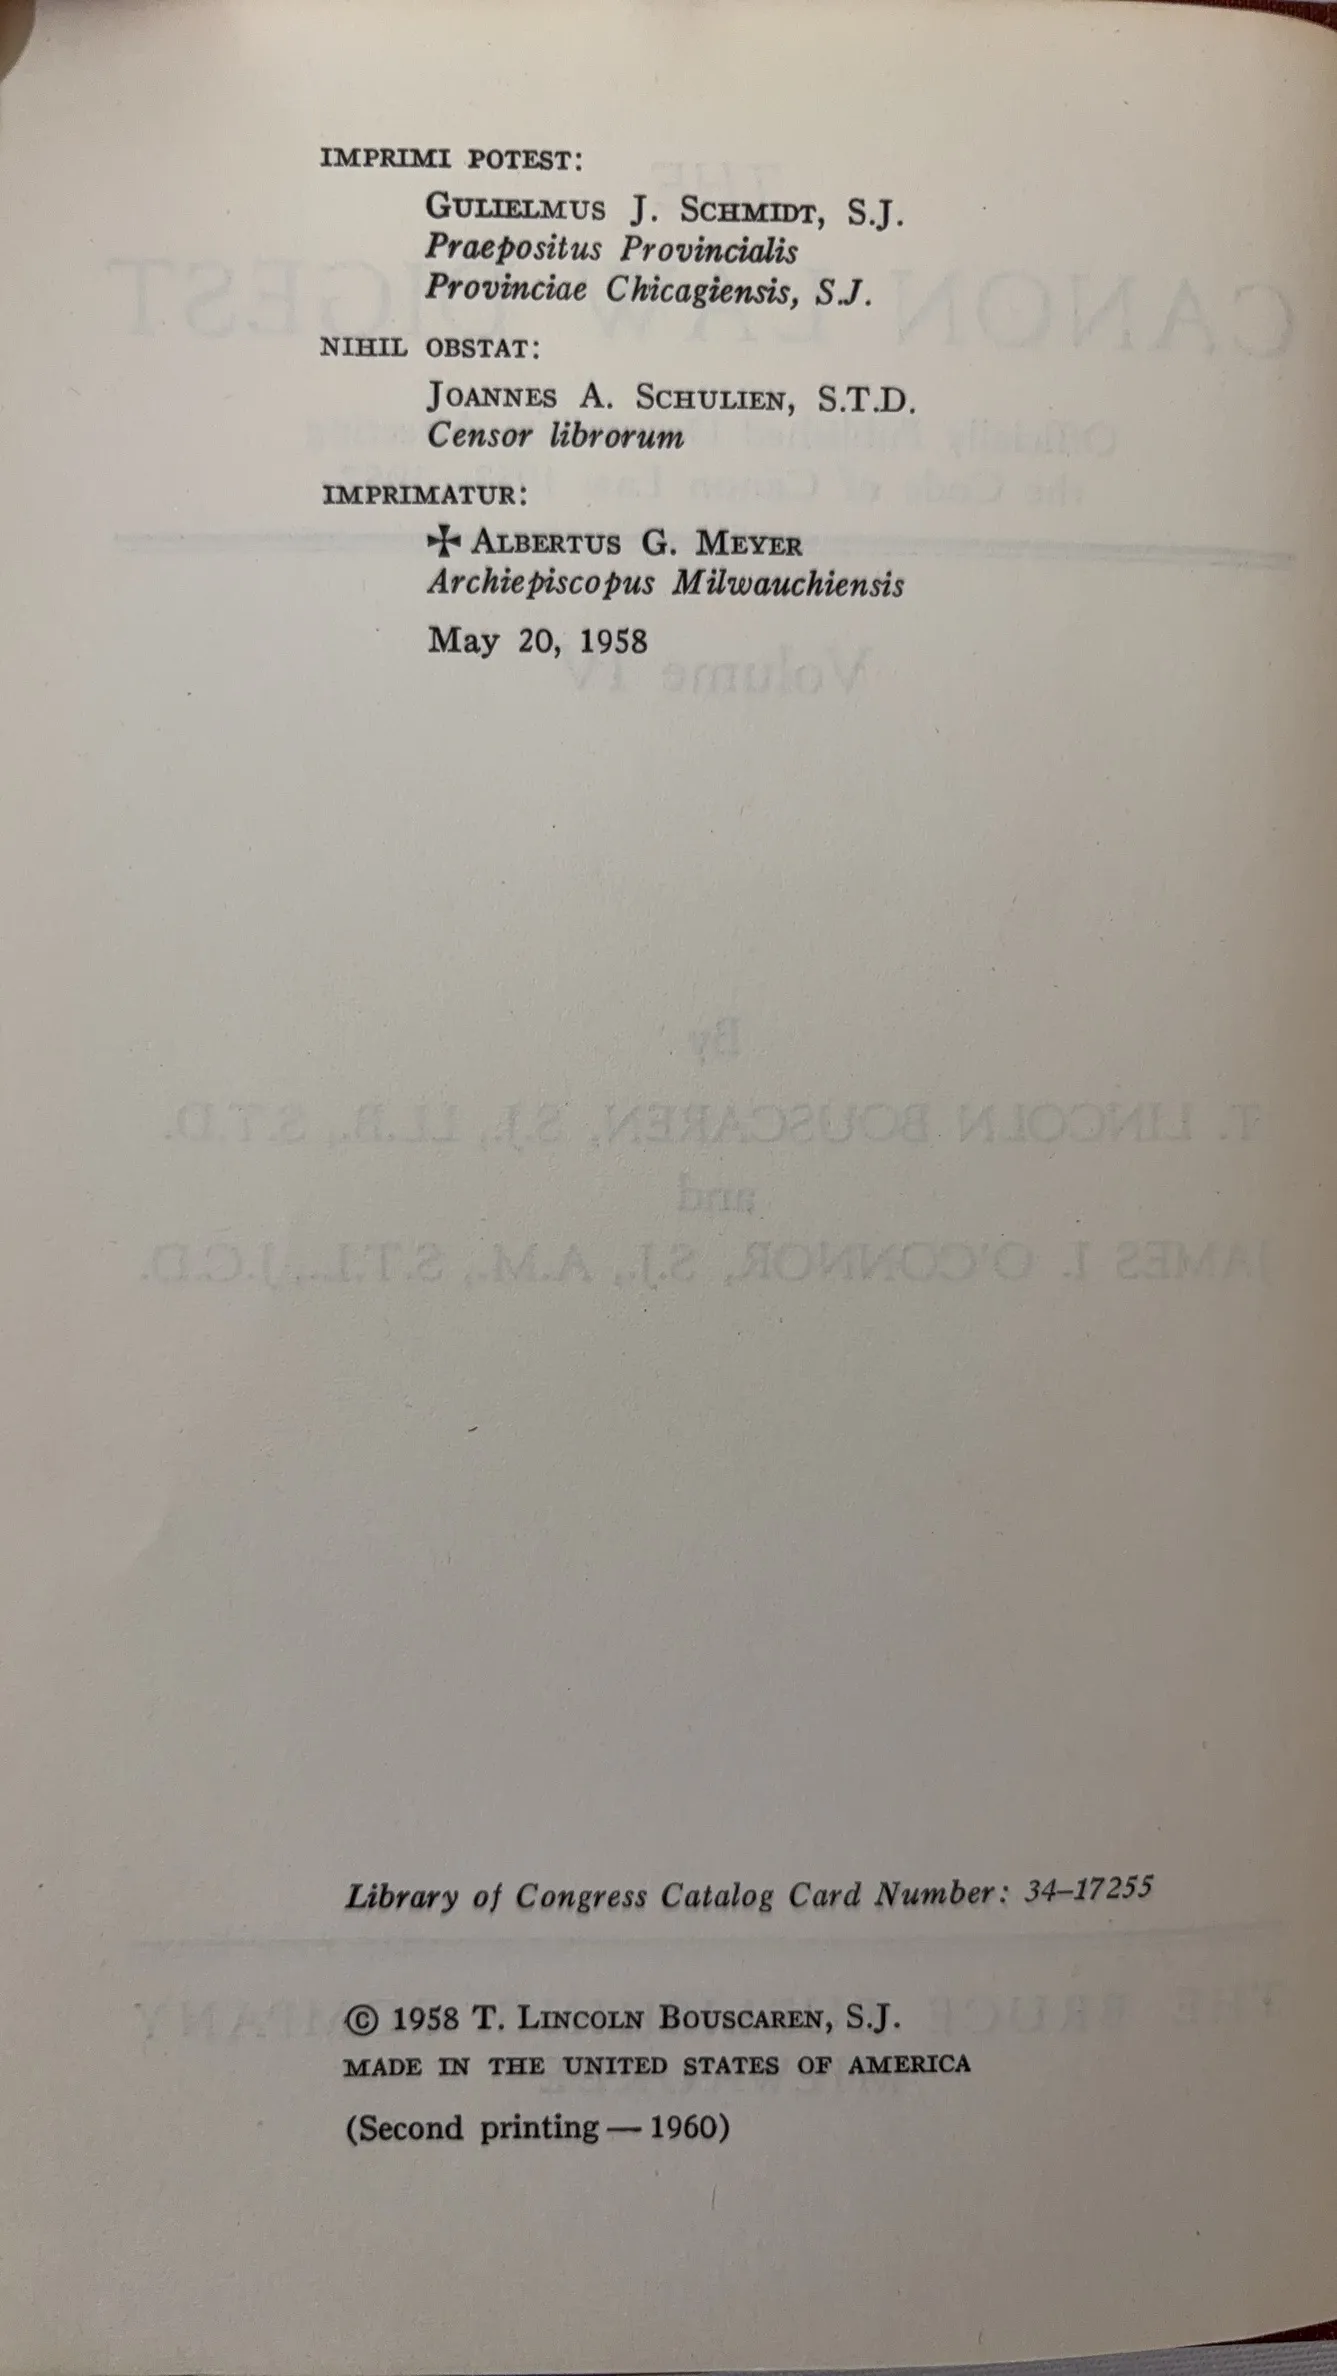 IMPRIMI POTEST:
GULIELMUS J. SCHMIDT, S.J.
Praepositus Provincialis
Provinciae Chicagiensis, S.J.
NIHIL OBSTAT:
JOANNES A. SCHULIEN, S.T.D.
Censor librorum
IMPRIMATUR:
✠ ALBERTUS G. MEYER
Archiepiscopus Milwauchiensis
May 20, 1958
Library of Congress Catalog Card Number: 34–17255
© 1958 T. LINCOLN BOUSCAREN, S.J.
MADE IN THE UNITED STATES OF AMERICA
(Second printing — 1960)